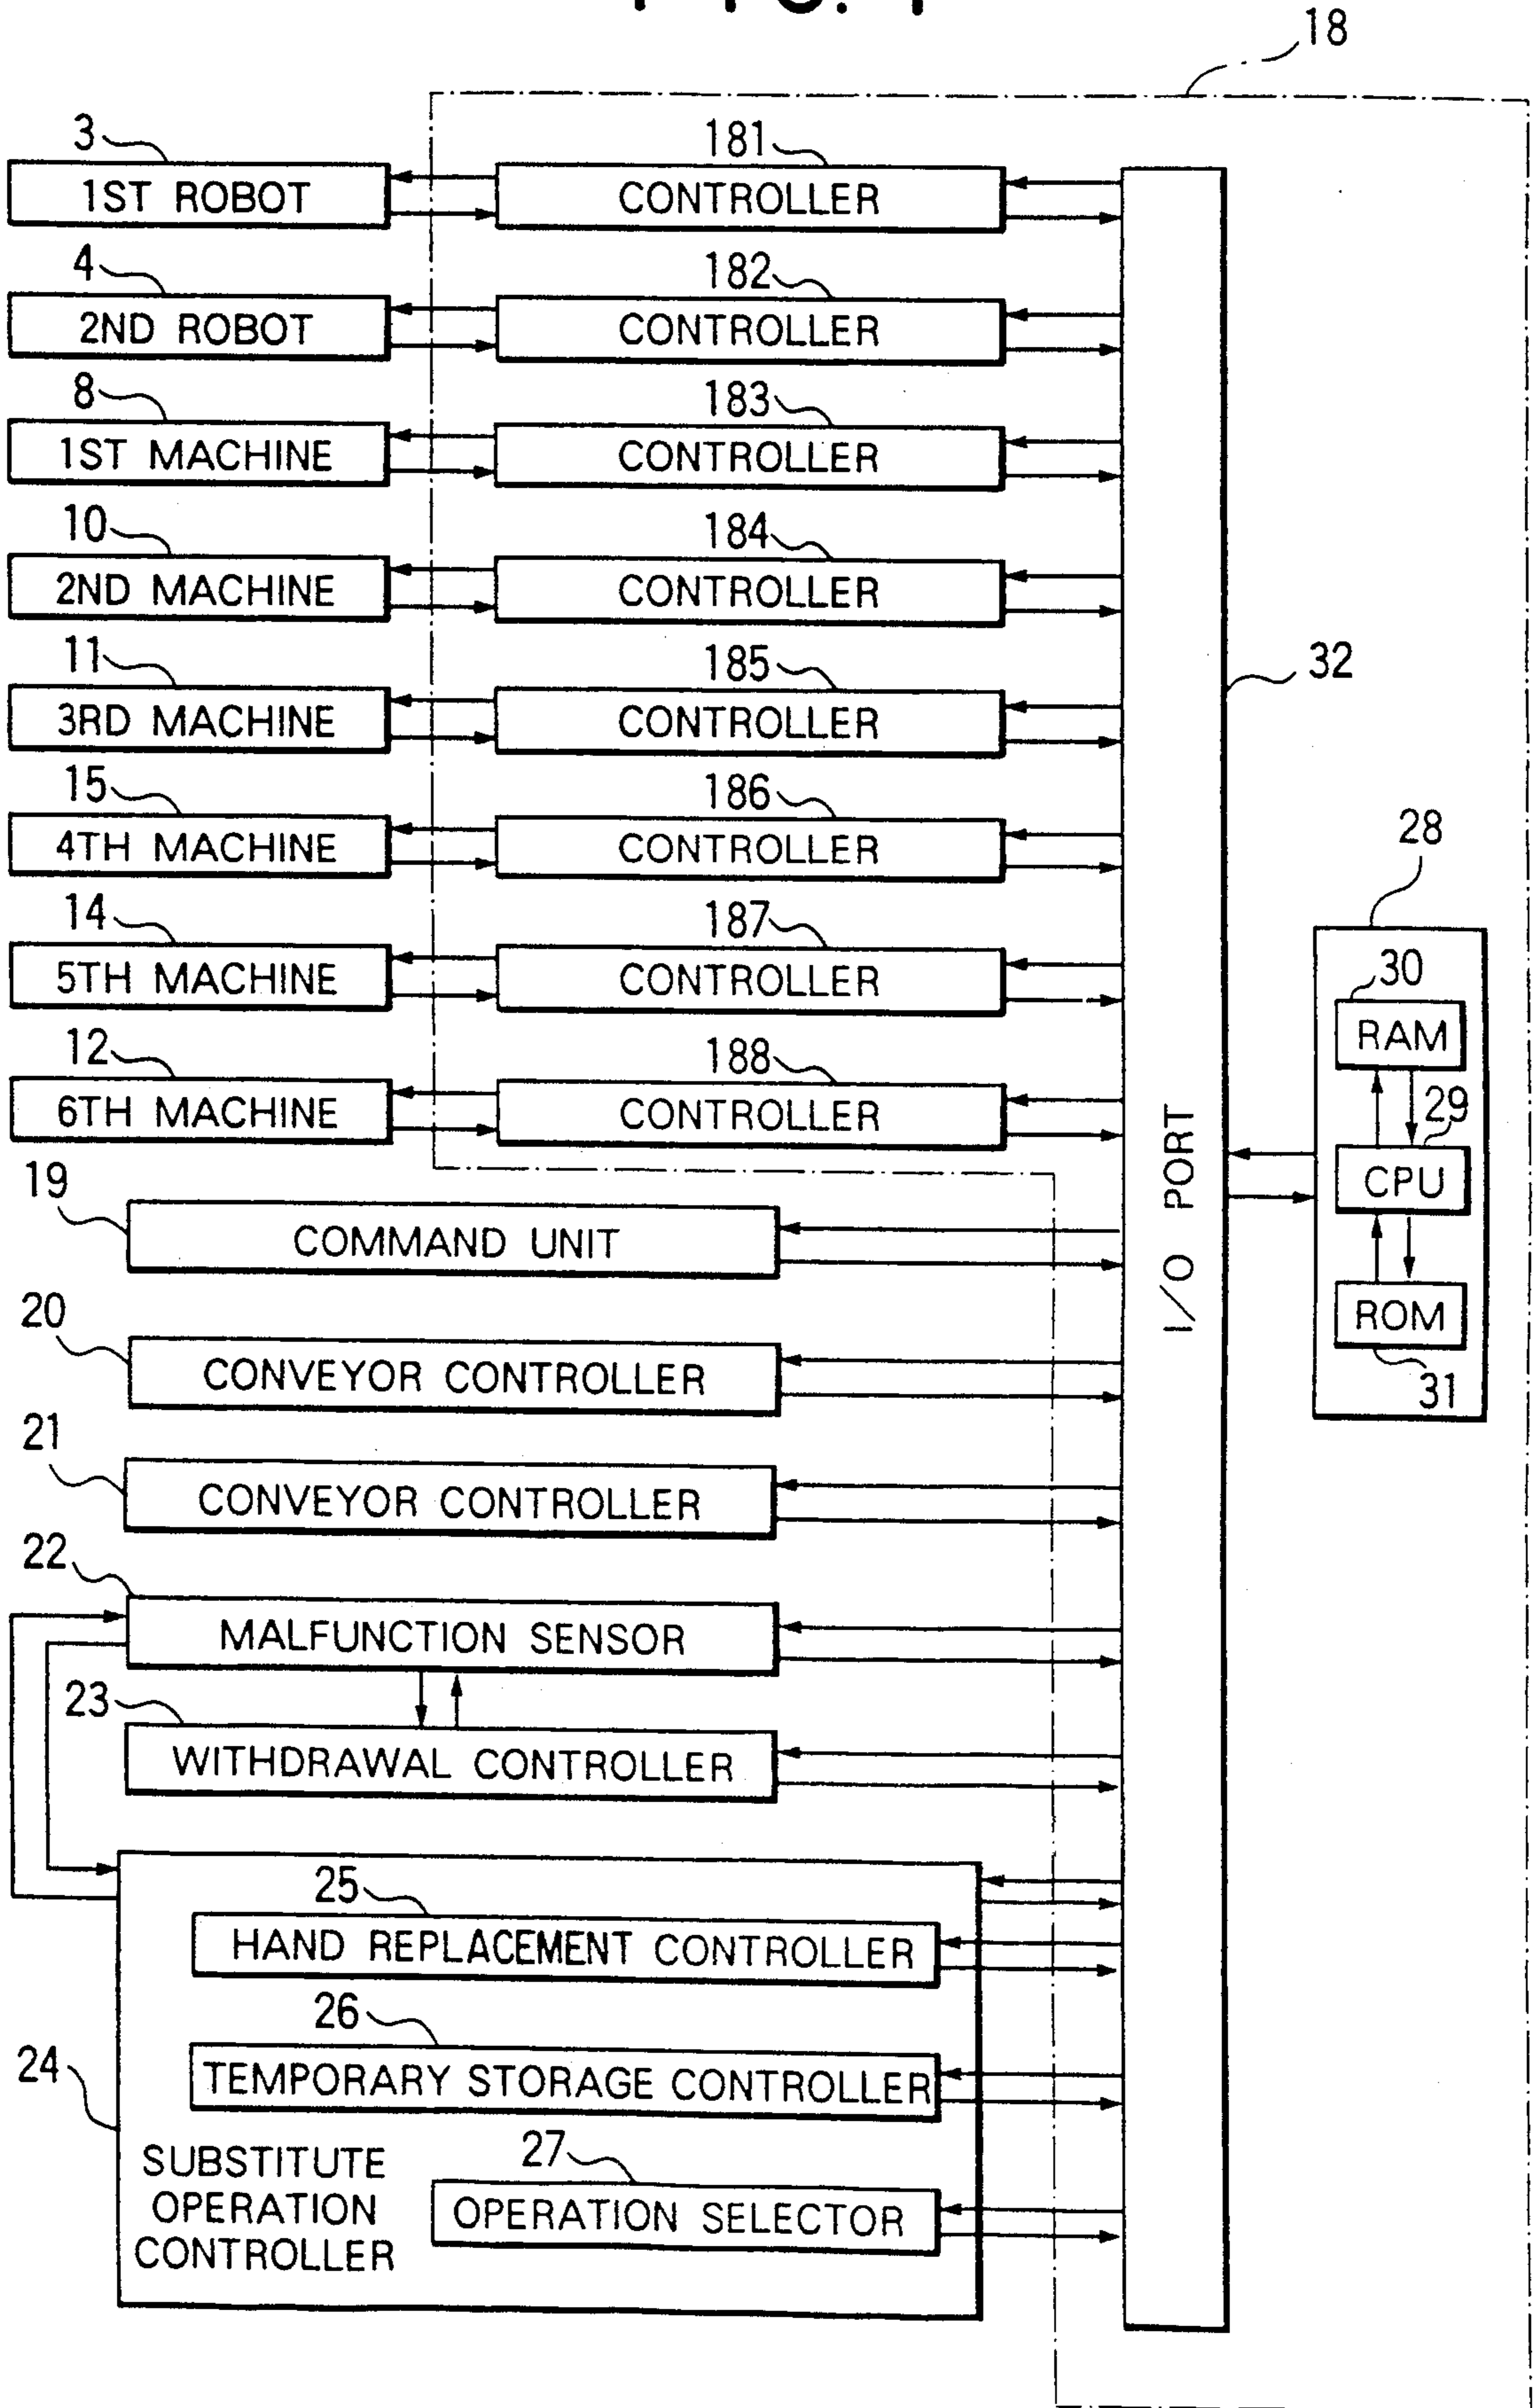 18
3
181
1ST ROBOT
CONTROLLER
4
182
2ND ROBOT
CONTROLLER
8
183
1ST MACHINE
CONTROLLER
10
184
2ND MACHINE
CONTROLLER
11
185
3RD MACHINE
CONTROLLER
32
15
186
4TH MACHINE
CONTROLLER
14
187
5TH MACHINE
CONTROLLER
12
188
6TH MACHINE
CONTROLLER
I/O PORT
28
30
RAM
29
CPU
ROM
31
19
COMMAND UNIT
20
CONVEYOR CONTROLLER
21
CONVEYOR CONTROLLER
22
MALFUNCTION SENSOR
23
WITHDRAWAL CONTROLLER
25
HAND REPLACEMENT CONTROLLER
26
TEMPORARY STORAGE CONTROLLER
24
27
OPERATION SELECTOR
SUBSTITUTE
OPERATION
CONTROLLER